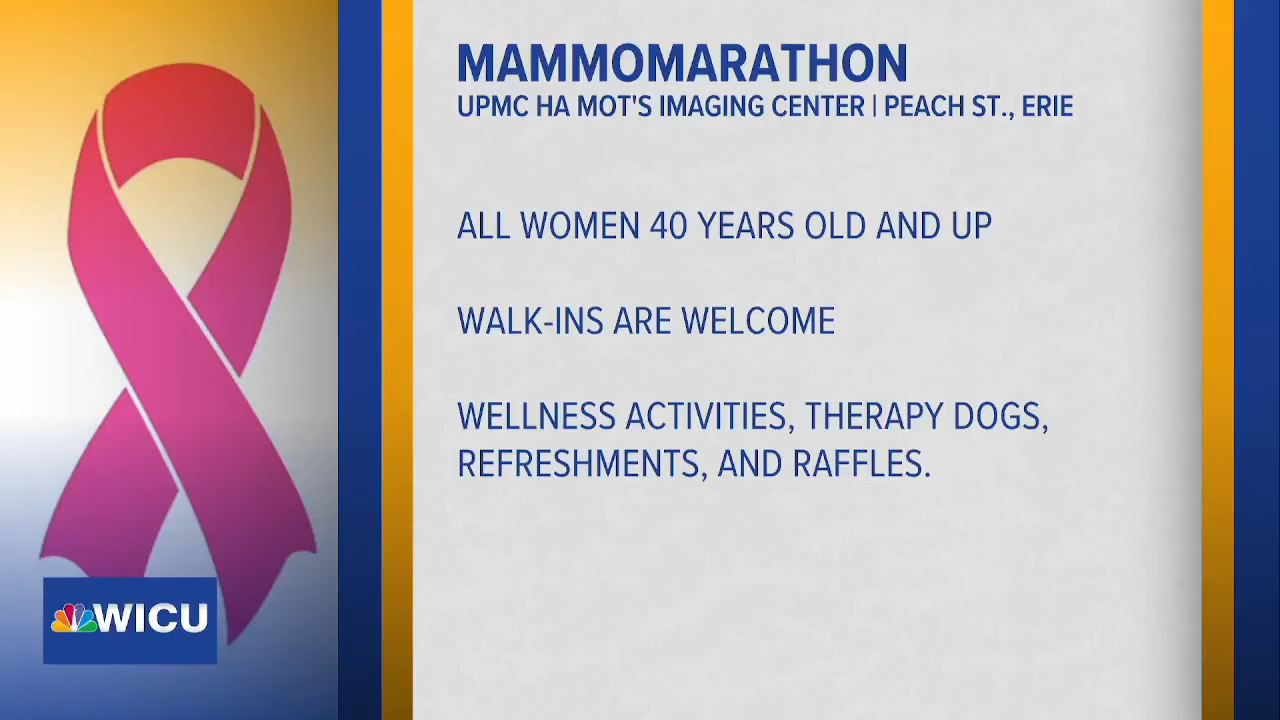 MAMMOMARATHON
UPMC HA MOT'S IMAGING CENTER | PEACH ST., ERIE
ALL WOMEN 40 YEARS OLD AND UP
WALK-INS ARE WELCOME
WELLNESS ACTIVITIES, THERAPY DOGS,
REFRESHMENTS, AND RAFFLES.
WICU